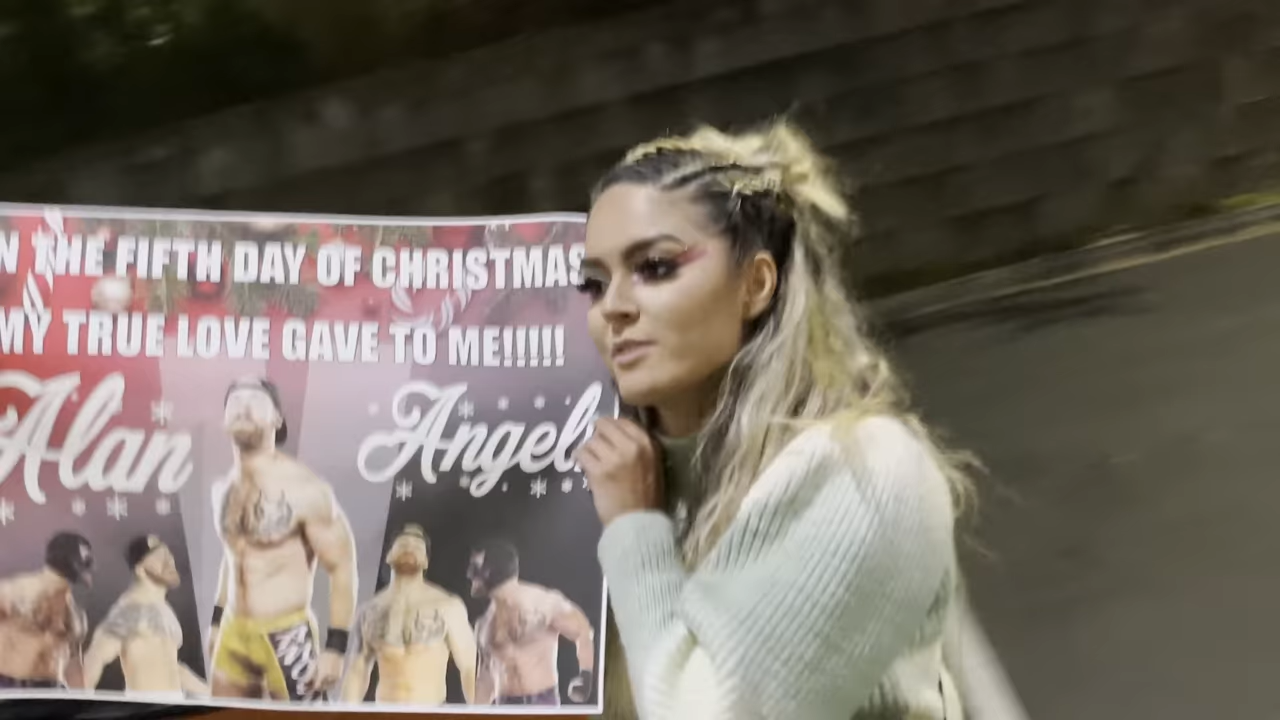 N THE FIFTH DAY OF CHRISTMAS
MY TRUE LOVE GAVE TO ME!!!!!
Alan Angel